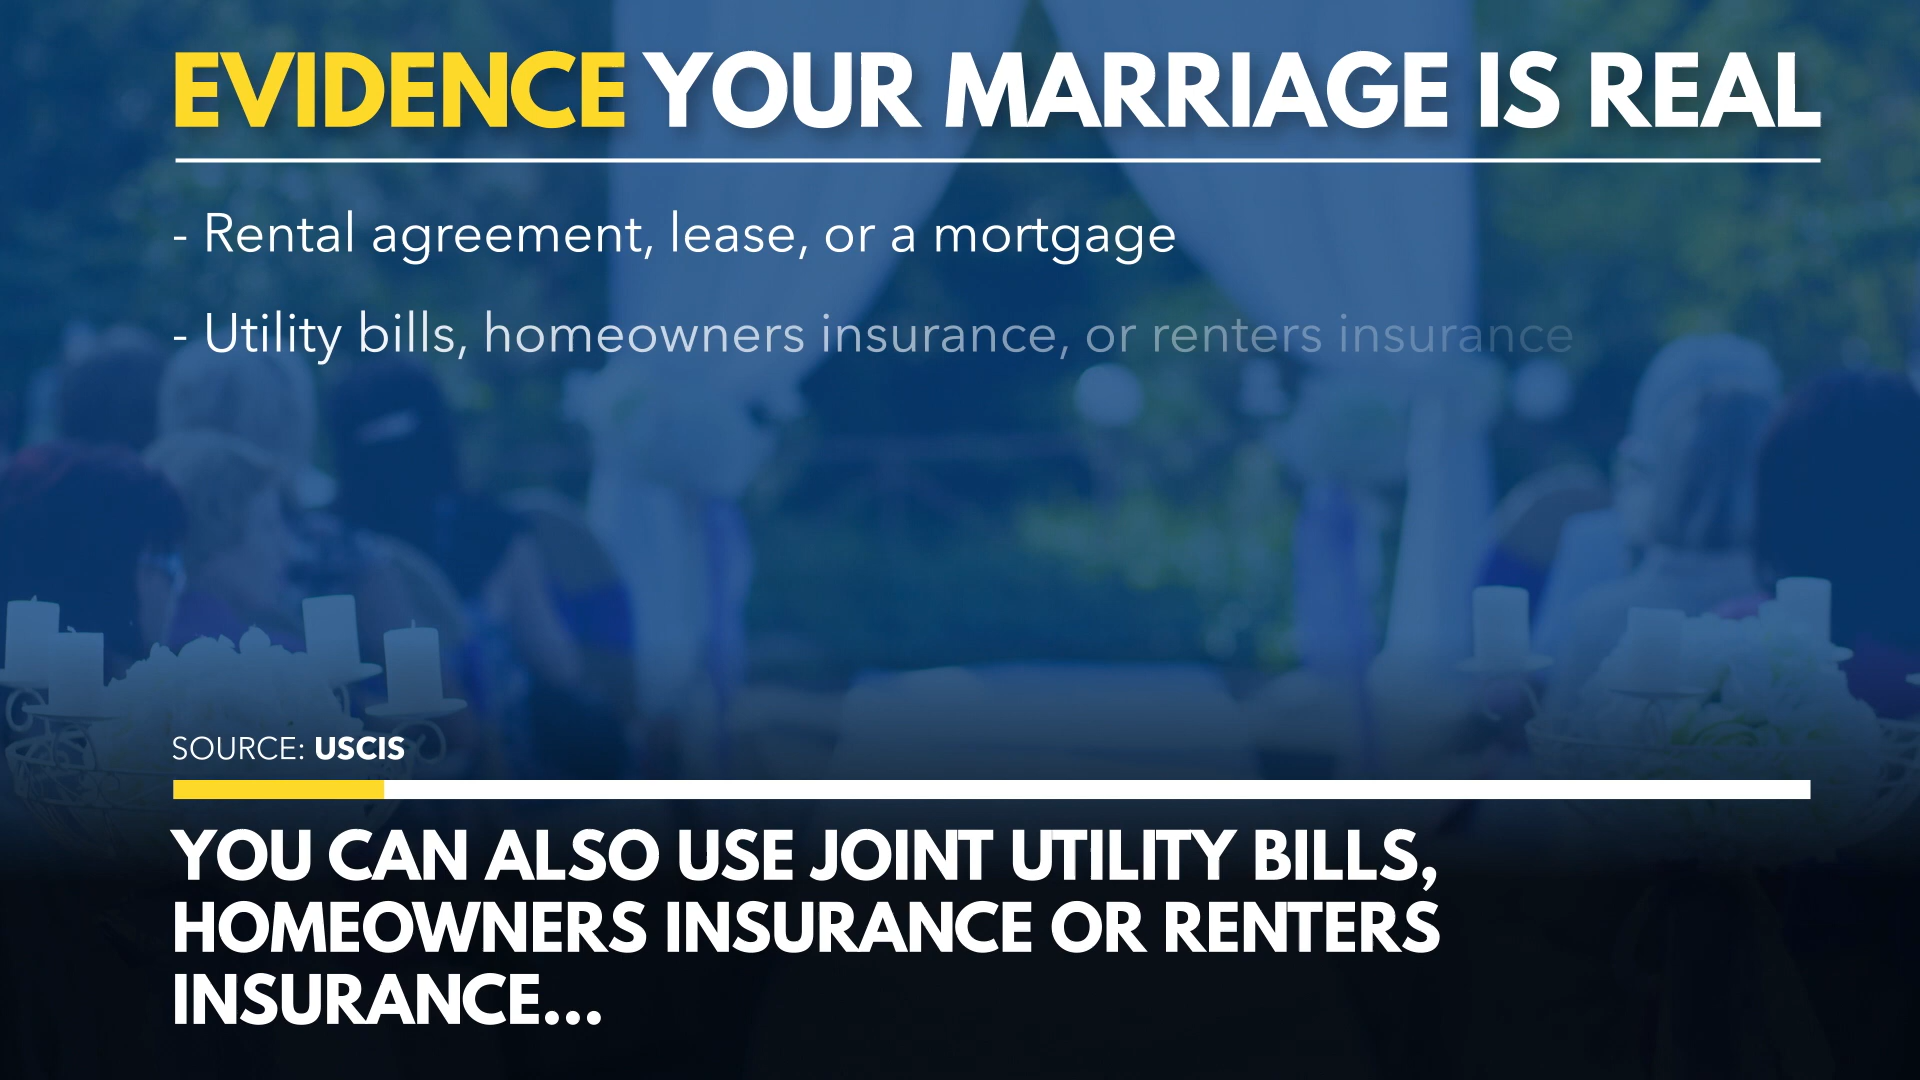 EVIDENCE YOUR MARRIAGE IS REAL
- Rental agreement, lease, or a mortgage
- Utility bills, homeowners insurance, or renters insurance
SOURCE: USCIS
YOU CAN ALSO USE JOINT UTILITY BILLS,
HOMEOWNERS INSURANCE OR RENTERS
INSURANCE...